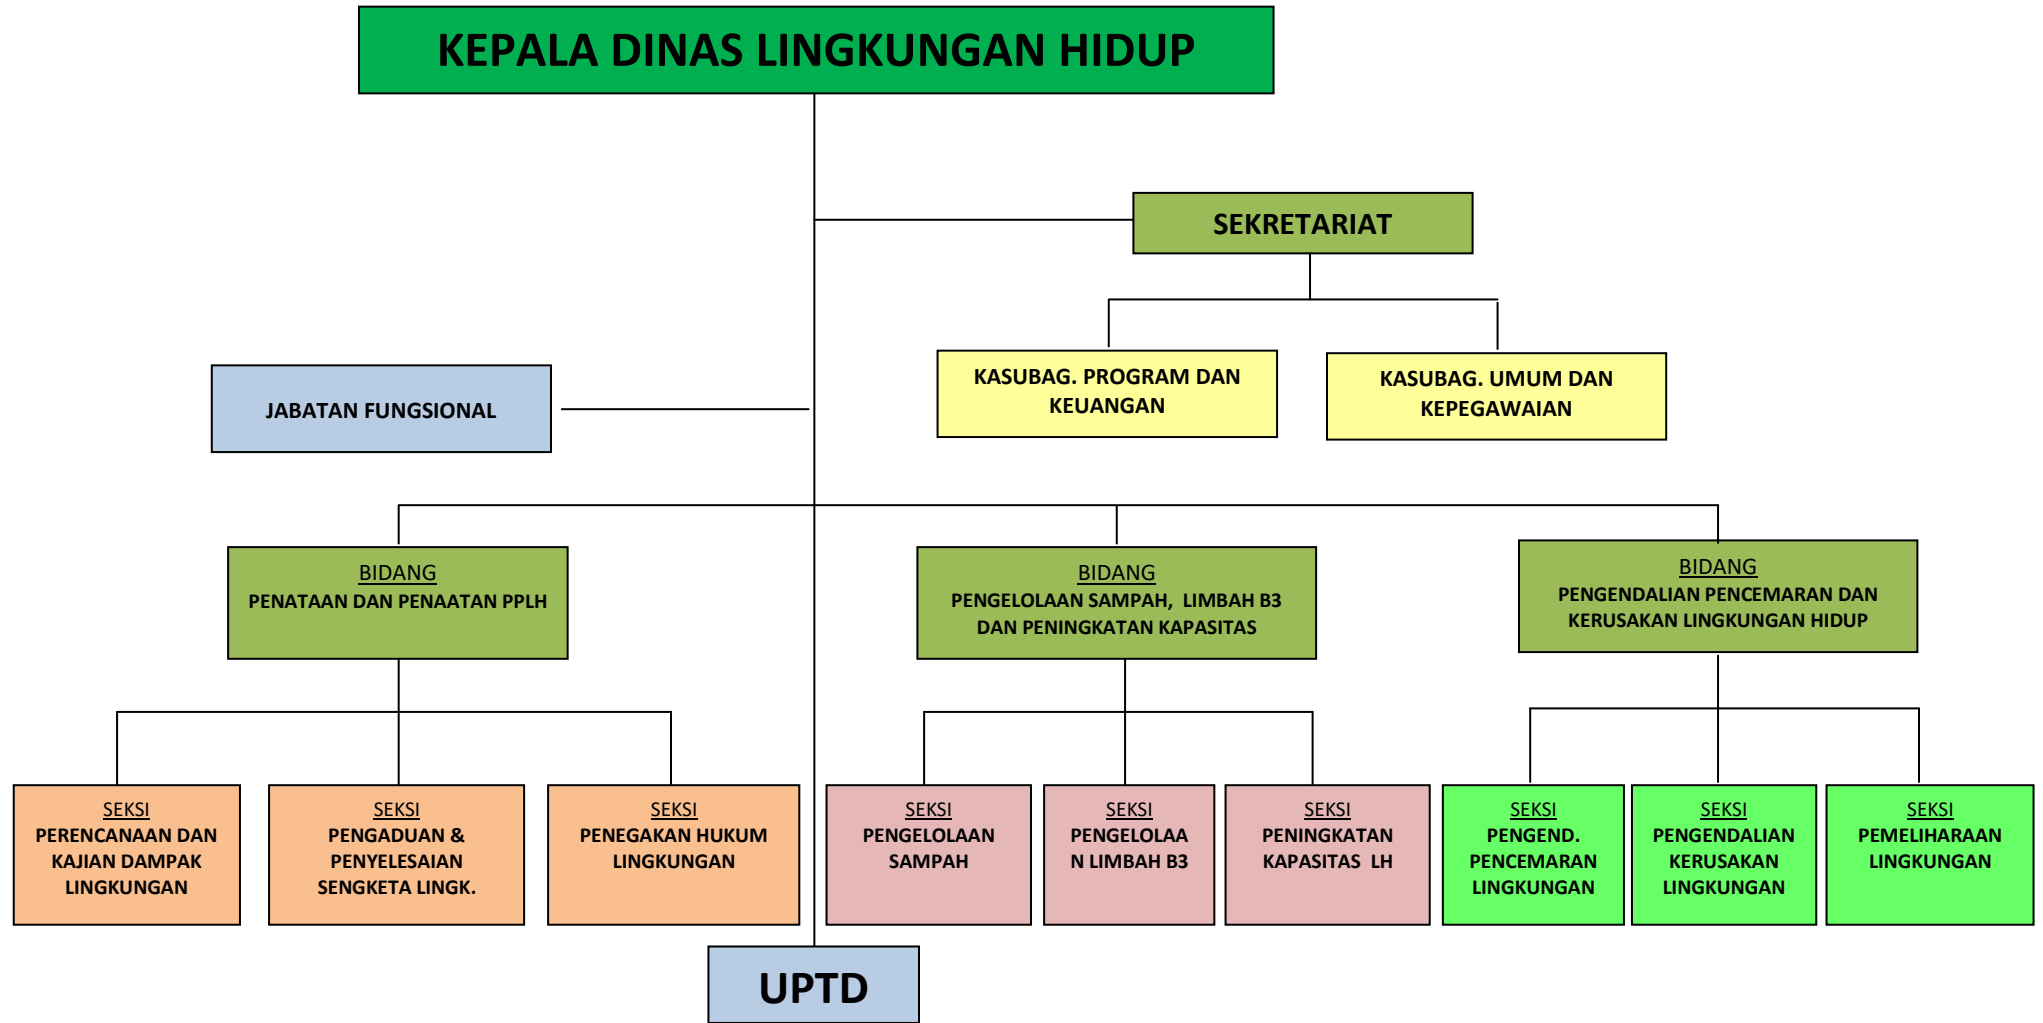 KEPALA DINAS LINGKUNGAN HIDUP
SEKRETARIAT
KASUBAG. PROGRAM DAN
KEUANGAN
KASUBAG. UMUM DAN
KEPEGAWAIAN
JABATAN FUNGSIONAL
BIDANG
PENATAAN DAN PENAATAN PPLH
BIDANG
PENGELOLAAN SAMPAH, LIMBAH B3
DAN PENINGKATAN KAPASITAS
BIDANG
PENGENDALIAN PENCEMARAN DAN
KERUSAKAN LINGKUNGAN HIDUP
SEKSI
PERENCANAAN DAN
KAJIAN DAMPAK
LINGKUNGAN
SEKSI
PENGADUAN &
PENYELESAIAN
SENGKETA LINGK.
SEKSI
PENEGAKAN HUKUM
LINGKUNGAN
SEKSI
PENGELOLAAN
SAMPAH
SEKSI
PENGELOLAA
N LIMBAH B3
SEKSI
PENINGKATAN
KAPASITAS LH
SEKSI
PENGEND.
PENCEMARAN
LINGKUNGAN
SEKSI
PENGENDALIAN
KERUSAKAN
LINGKUNGAN
SEKSI
PEMELIHARAAN
LINGKUNGAN
UPTD